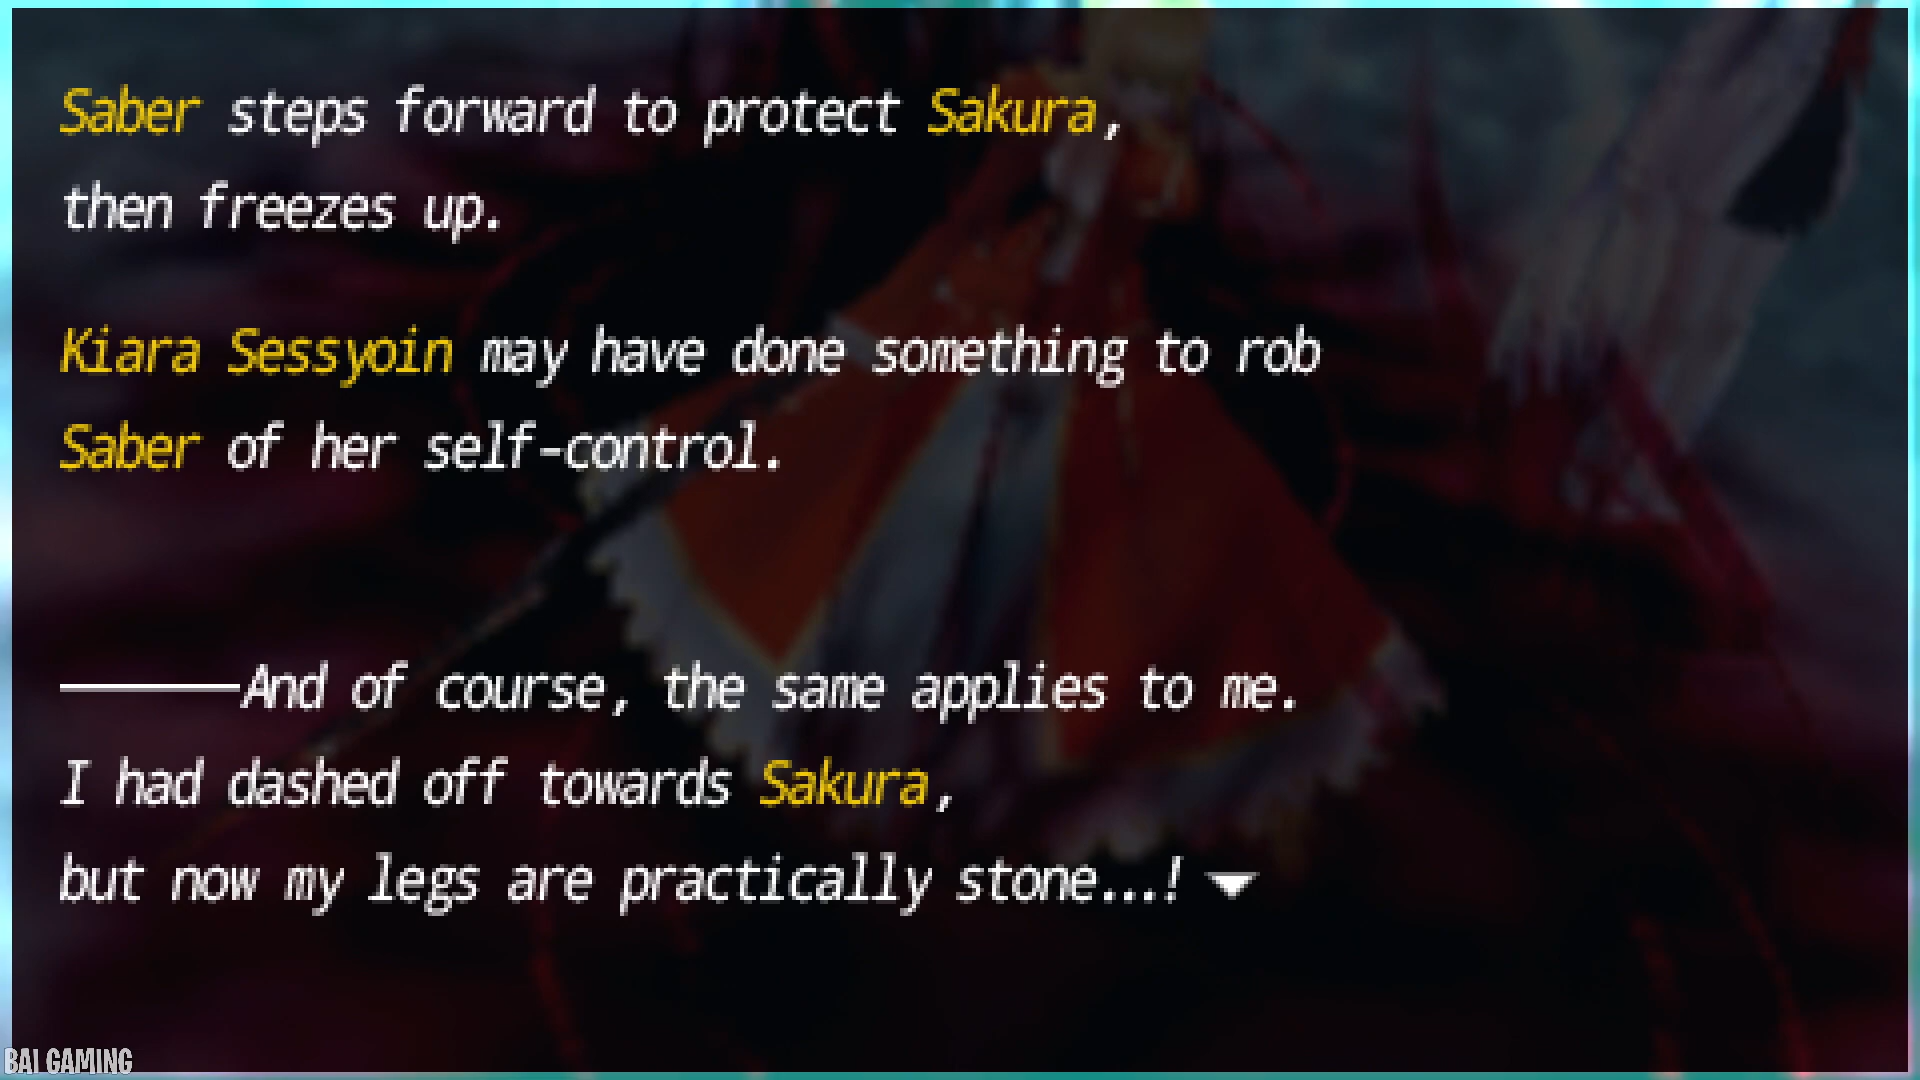 Saber steps forward to protect Sakura,
then freezes up.
Kiara Sessyoin may have done something to rob
Saber of her self-control.
———And of course, the same applies to me.
I had dashed off towards Sakura,
but now my legs are practically stone...!
BAI GAMING